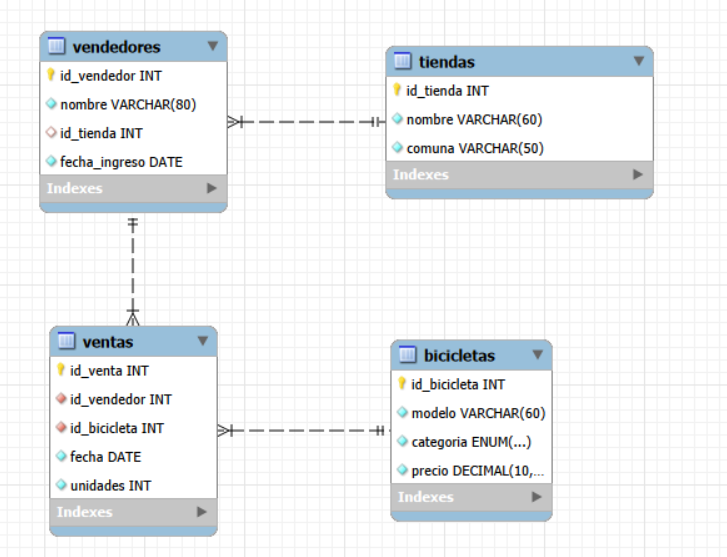 vendedores
id_vendedor INT
nombre VARCHAR(80)
id_tienda INT
fecha_ingreso DATE
Indexes
tiendas
id_tienda INT
nombre VARCHAR(60)
comuna VARCHAR(50)
Indexes
ventas
id_venta INT
id_vendedor INT
id_bicicleta INT
fecha DATE
unidades INT
Indexes
bicicletas
id_bicicleta INT
modelo VARCHAR(60)
categoria ENUM(...)
precio DECIMAL(10,...
Indexes